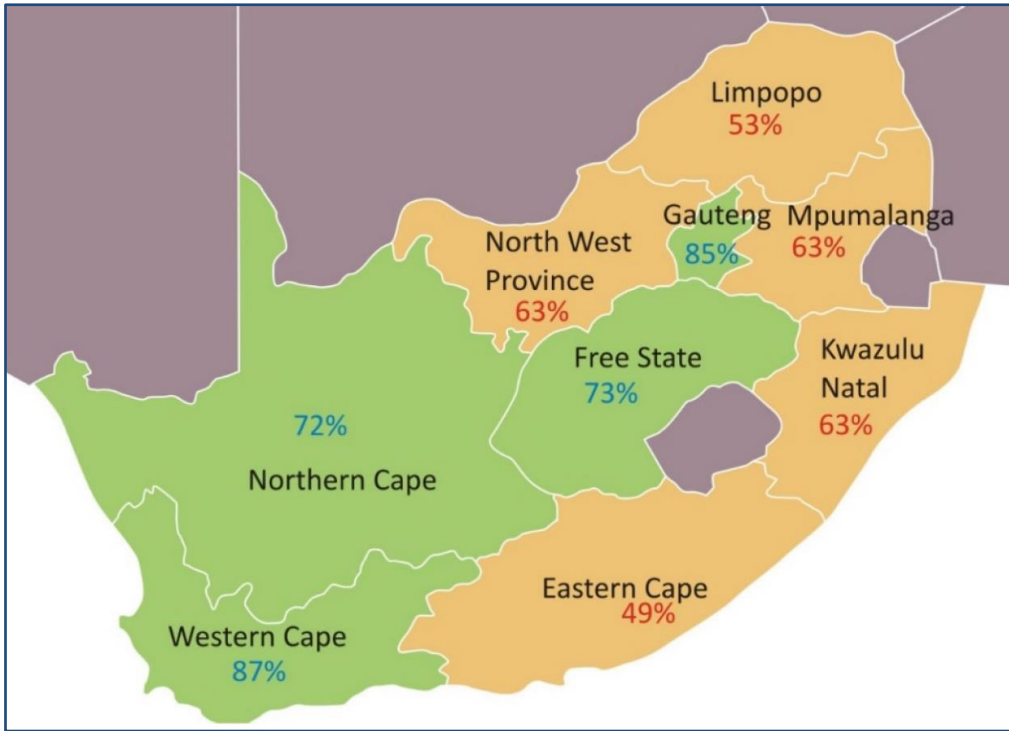 Limpopo
53%
Gauteng
85%
Mpumalanga
63%
North West
Province
63%
Free State
73%
Kwazulu
Natal
63%
72%
Northern Cape
Eastern Cape
49%
Western Cape
87%